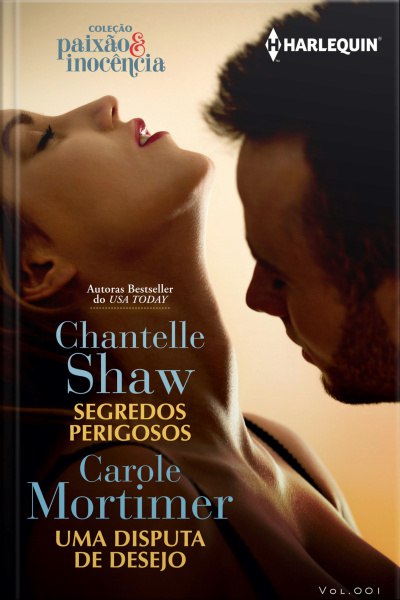 COLEÇÃO
paixão &
inocência
HARLEQUIN®
Autoras Bestseller
do USA TODAY
Chantelle
Shaw
SEGREDOS
PERIGOSOS
Carole
Mortimer
UMA DISPUTA
DE DESEJO
VOL.001